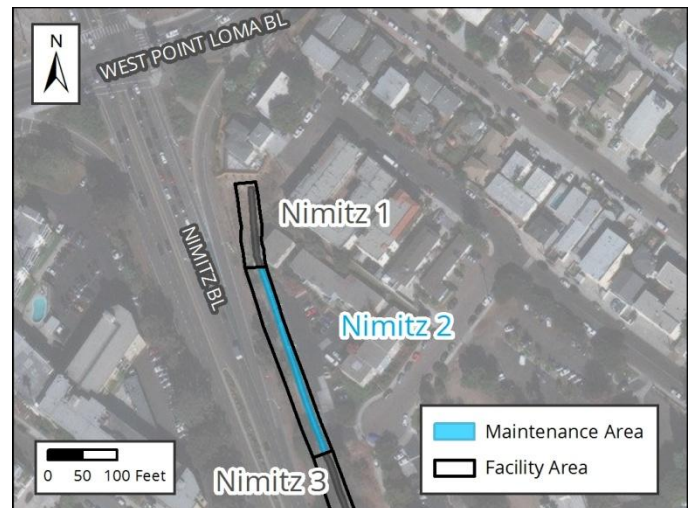 N
WEST POINT LOMA BL
Nimitz 1
NIMITZ BL
Nimitz 2
Maintenance Area
Facility Area
0 50 100 Feet
Nimitz 3